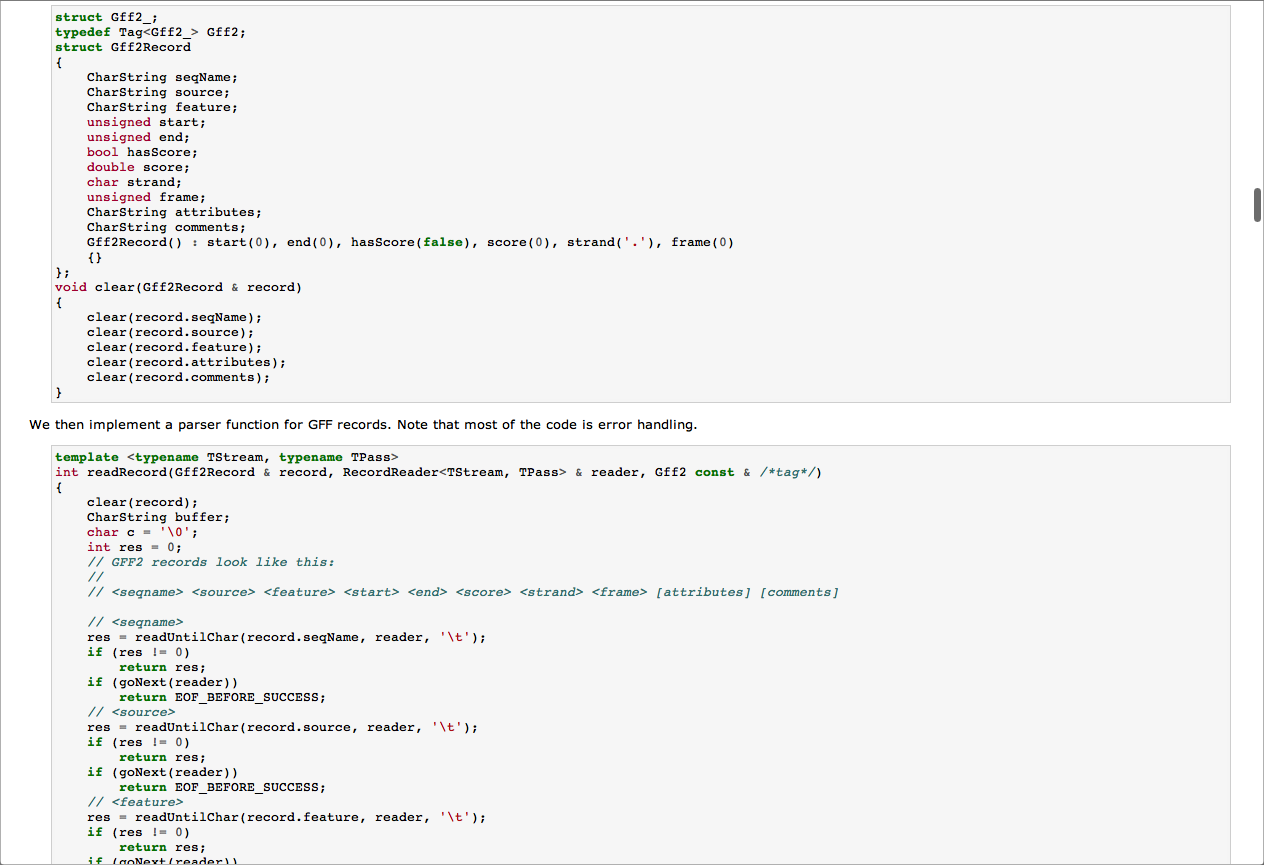 struct Gff2_;
typedef Tag<Gff2_> Gff2;
struct Gff2Record
{
    CharString seqName;
    CharString source;
    CharString feature;
    unsigned start;
    unsigned end;
    bool hasScore;
    double score;
    char strand;
    unsigned frame;
    CharString attributes;
    CharString comments;
    Gff2Record() : start(0), end(0), hasScore(false), score(0), strand('.'), frame(0)
    {}
};
void clear(Gff2Record & record)
{
    clear(record.seqName);
    clear(record.source);
    clear(record.feature);
    clear(record.attributes);
    clear(record.comments);
}
We then implement a parser function for GFF records. Note that most of the code is error handling.
template <typename TStream, typename TPass>
int readRecord(Gff2Record & record, RecordReader<TStream, TPass> & reader, Gff2 const & /*tag*/)
{
    clear(record);
    CharString buffer;
    char c = '\0';
    int res = 0;
    // GFF2 records look like this:
    //
    // <seqname> <source> <feature> <start> <end> <score> <strand> <frame> [attributes] [comments]
    // <seqname>
    res = readUntilChar(record.seqName, reader, '\t');
    if (res != 0)
        return res;
    if (goNext(reader))
        return EOF_BEFORE_SUCCESS;
    // <source>
    res = readUntilChar(record.source, reader, '\t');
    if (res != 0)
        return res;
    if (goNext(reader))
        return EOF_BEFORE_SUCCESS;
    // <feature>
    res = readUntilChar(record.feature, reader, '\t');
    if (res != 0)
        return res;
    if (goNext(reader))